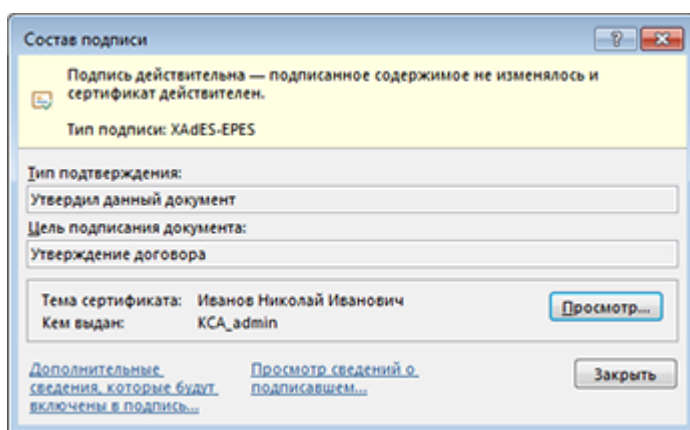 Состав подписи
Подпись действительна — подписанное содержимое не изменялось и
сертификат действителен.
Тип подписи: XAdES-EPES
Тип подтверждения:
Утвердил данный документ
Цель подписания документа:
Утверждение договора
Тема сертификата: Иванов Николай Иванович
Просмотр...
Кем выдан: KCA_admin
Дополнительные
сведения, которые будут
включены в подпись...
Просмотр сведений о
подписавшем...
Закрыть